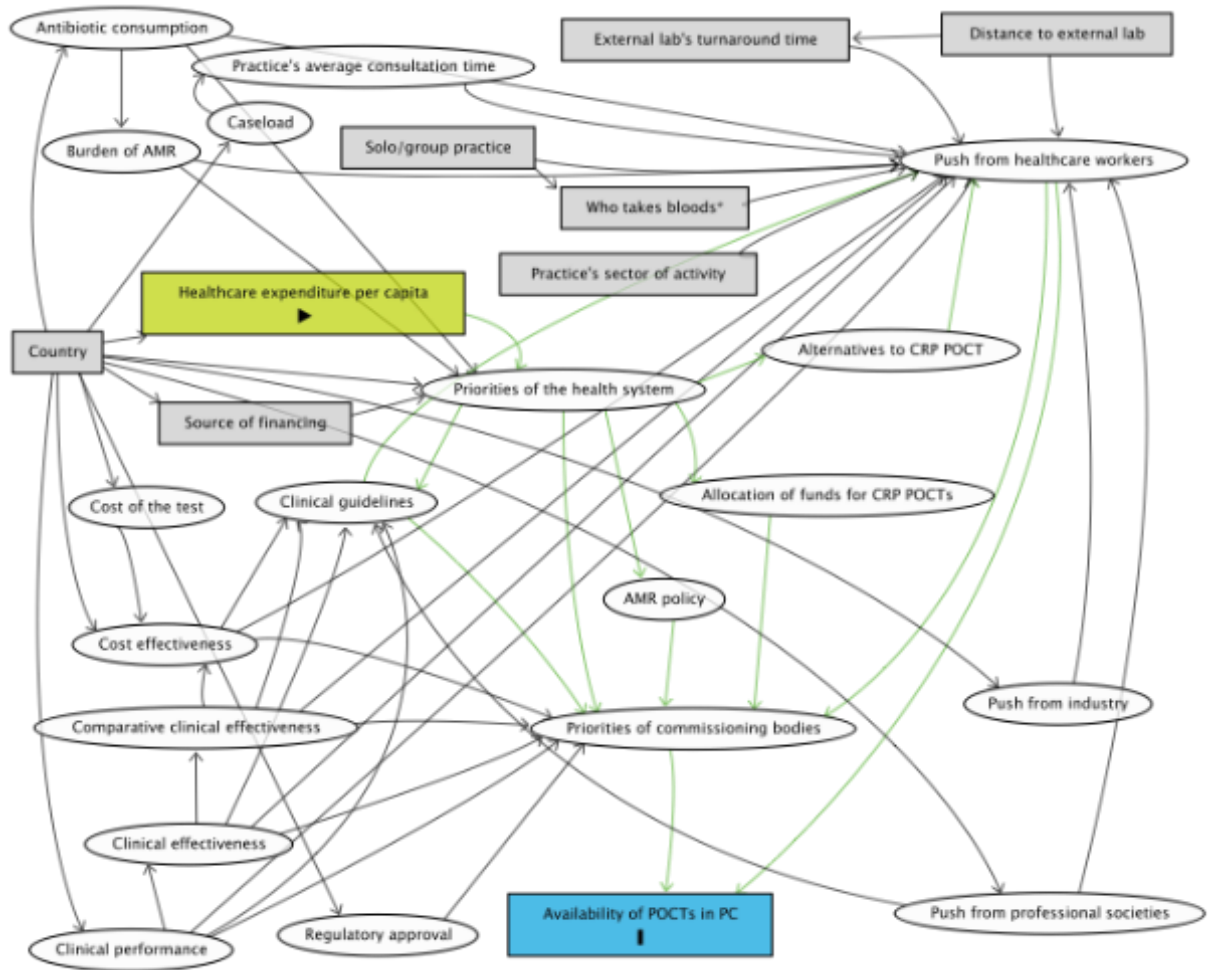 Antibiotic consumption
External lab's turnaround time
Distance to external lab
Practice's average consultation time
Caseload
Burden of AMR
Solo/group practice
Push from healthcare workers
Who takes bloods*
Practice's sector of activity
Healthcare expenditure per capita
Country
Alternatives to CRP POCT
Priorities of the health system
Source of financing
Cost of the test
Clinical guidelines
Allocation of funds for CRP POCTs
AMR policy
Cost effectiveness
Push from industry
Comparative clinical effectiveness
Priorities of commissioning bodies
Clinical effectiveness
Availability of POCTs in PC
Push from professional societies
Regulatory approval
Clinical performance